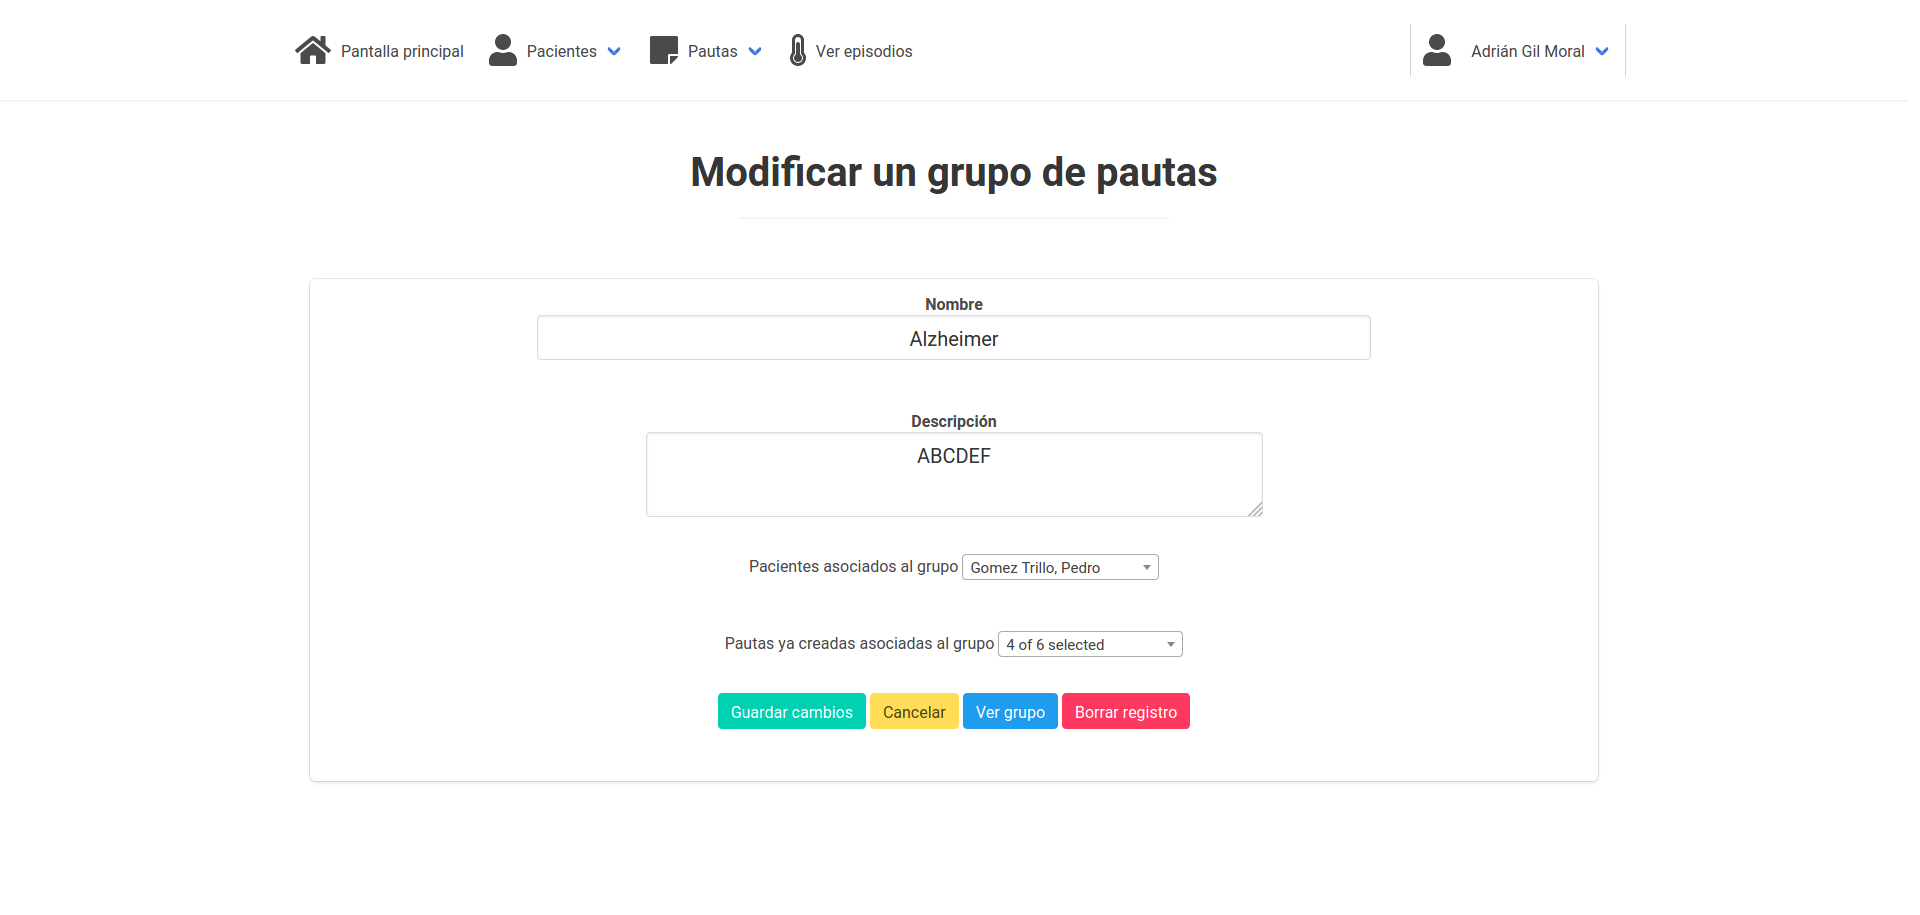 Pantalla principal Pacientes Pautas Ver episodios Adrián Gil Moral
Modificar un grupo de pautas
Nombre
Alzheimer
Descripción
ABCDEF
Pacientes asociados al grupo Gomez Trillo, Pedro
Pautas ya creadas asociadas al grupo 4 of 6 selected
Guardar cambios Cancelar Ver grupo Borrar registro